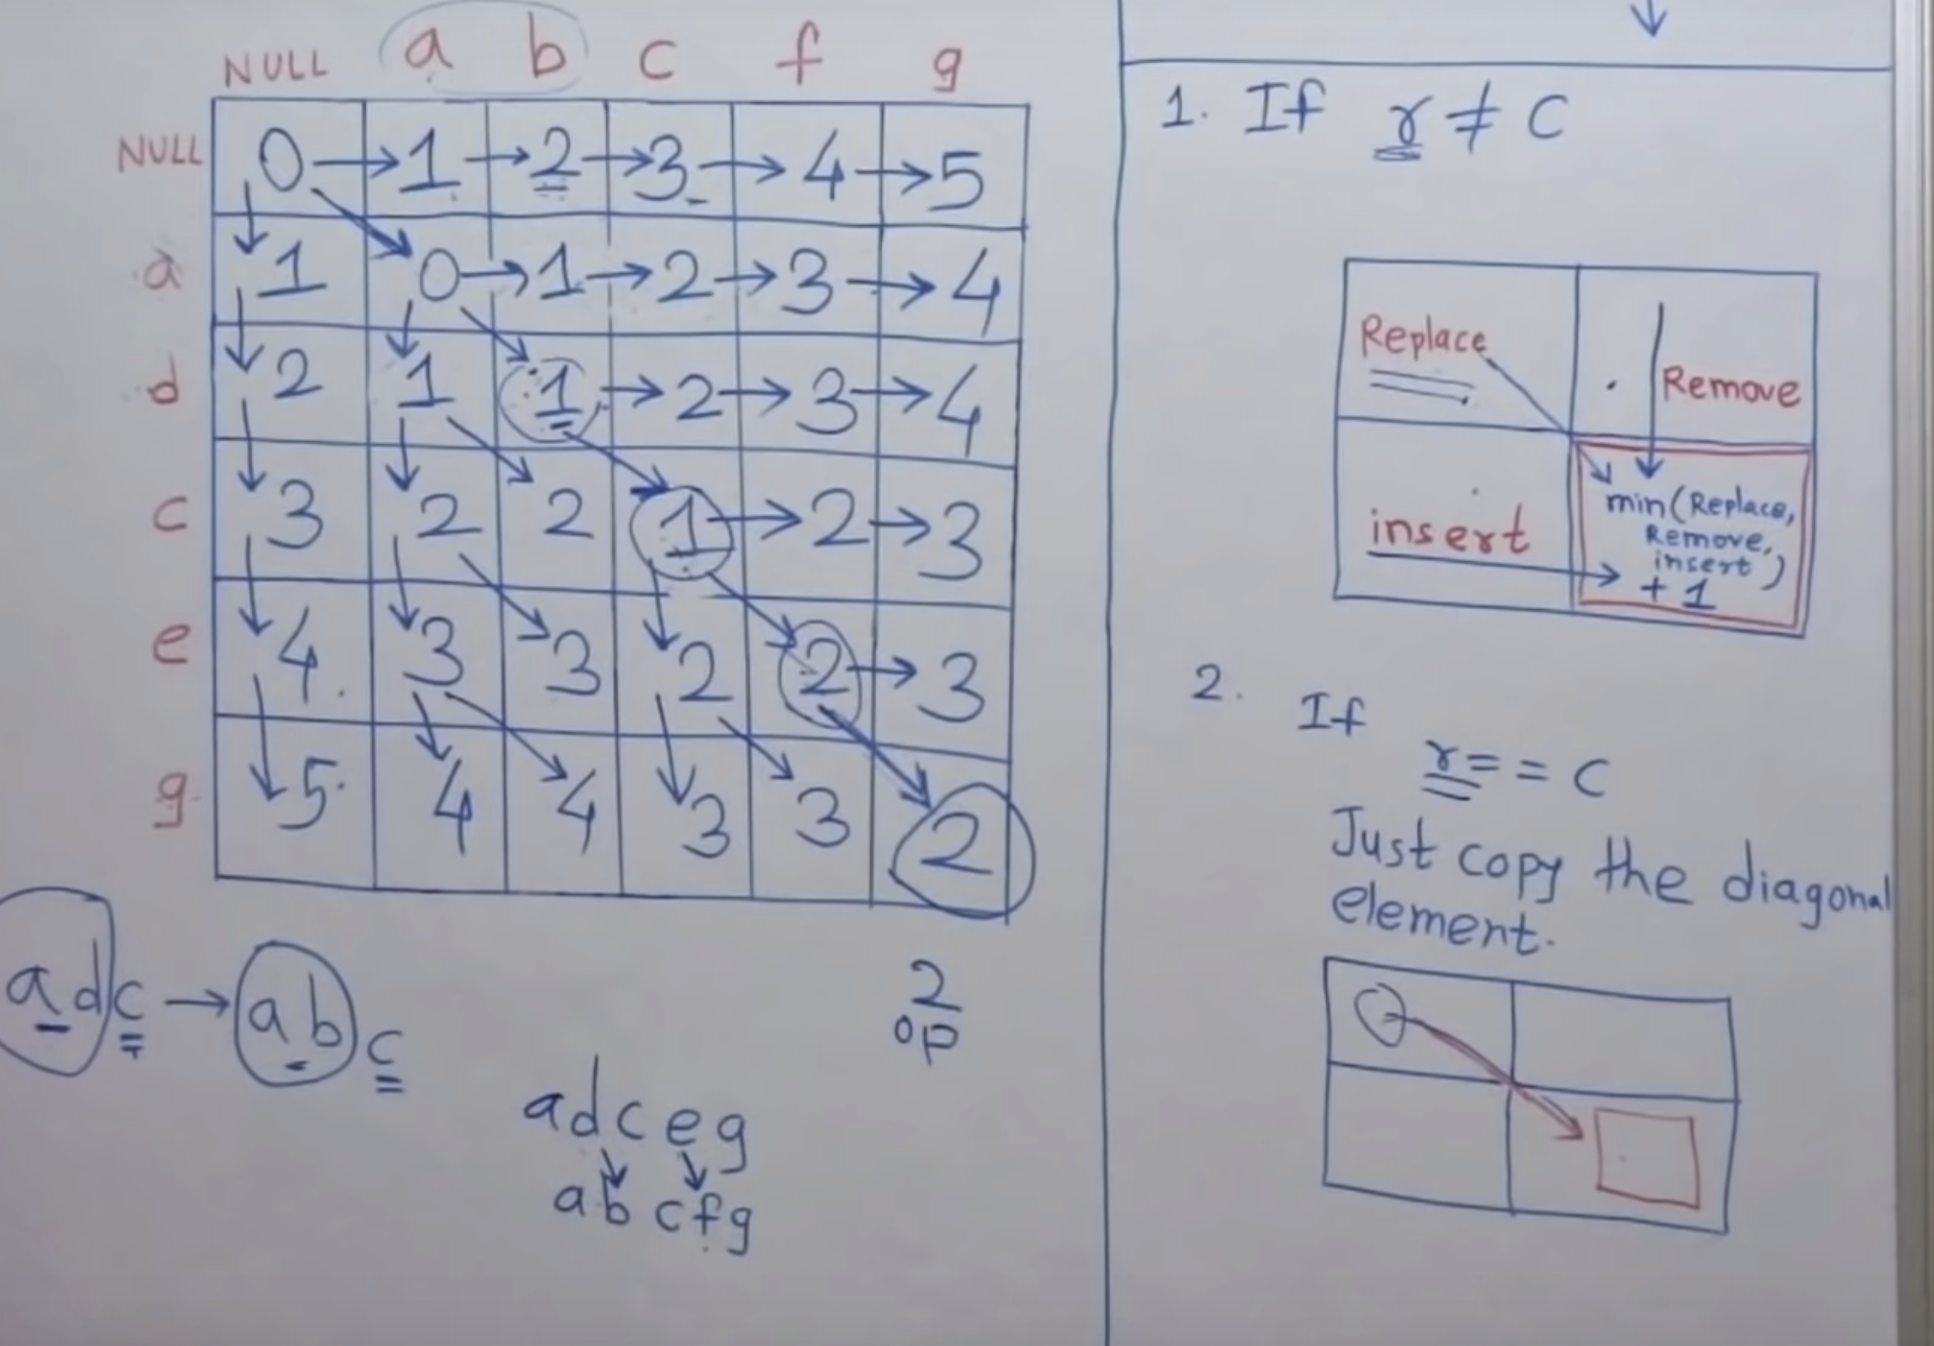 NULL a b c f g
NULL 0 1 2 3 4 5
a 1 0 1 2 3 4
d 2 1 1 2 3 4
c 3 2 2 1 2 3
e 4 3 3 2 2 3
g 5 4 4 3 3 2
adc → abc
2
op
adceg
abcfg
1. If r ≠ C
Replace
Remove
insert
min(Replace,
Remove,
insert)
+ 1
2. If
r = = C
Just copy the diagonal
element.